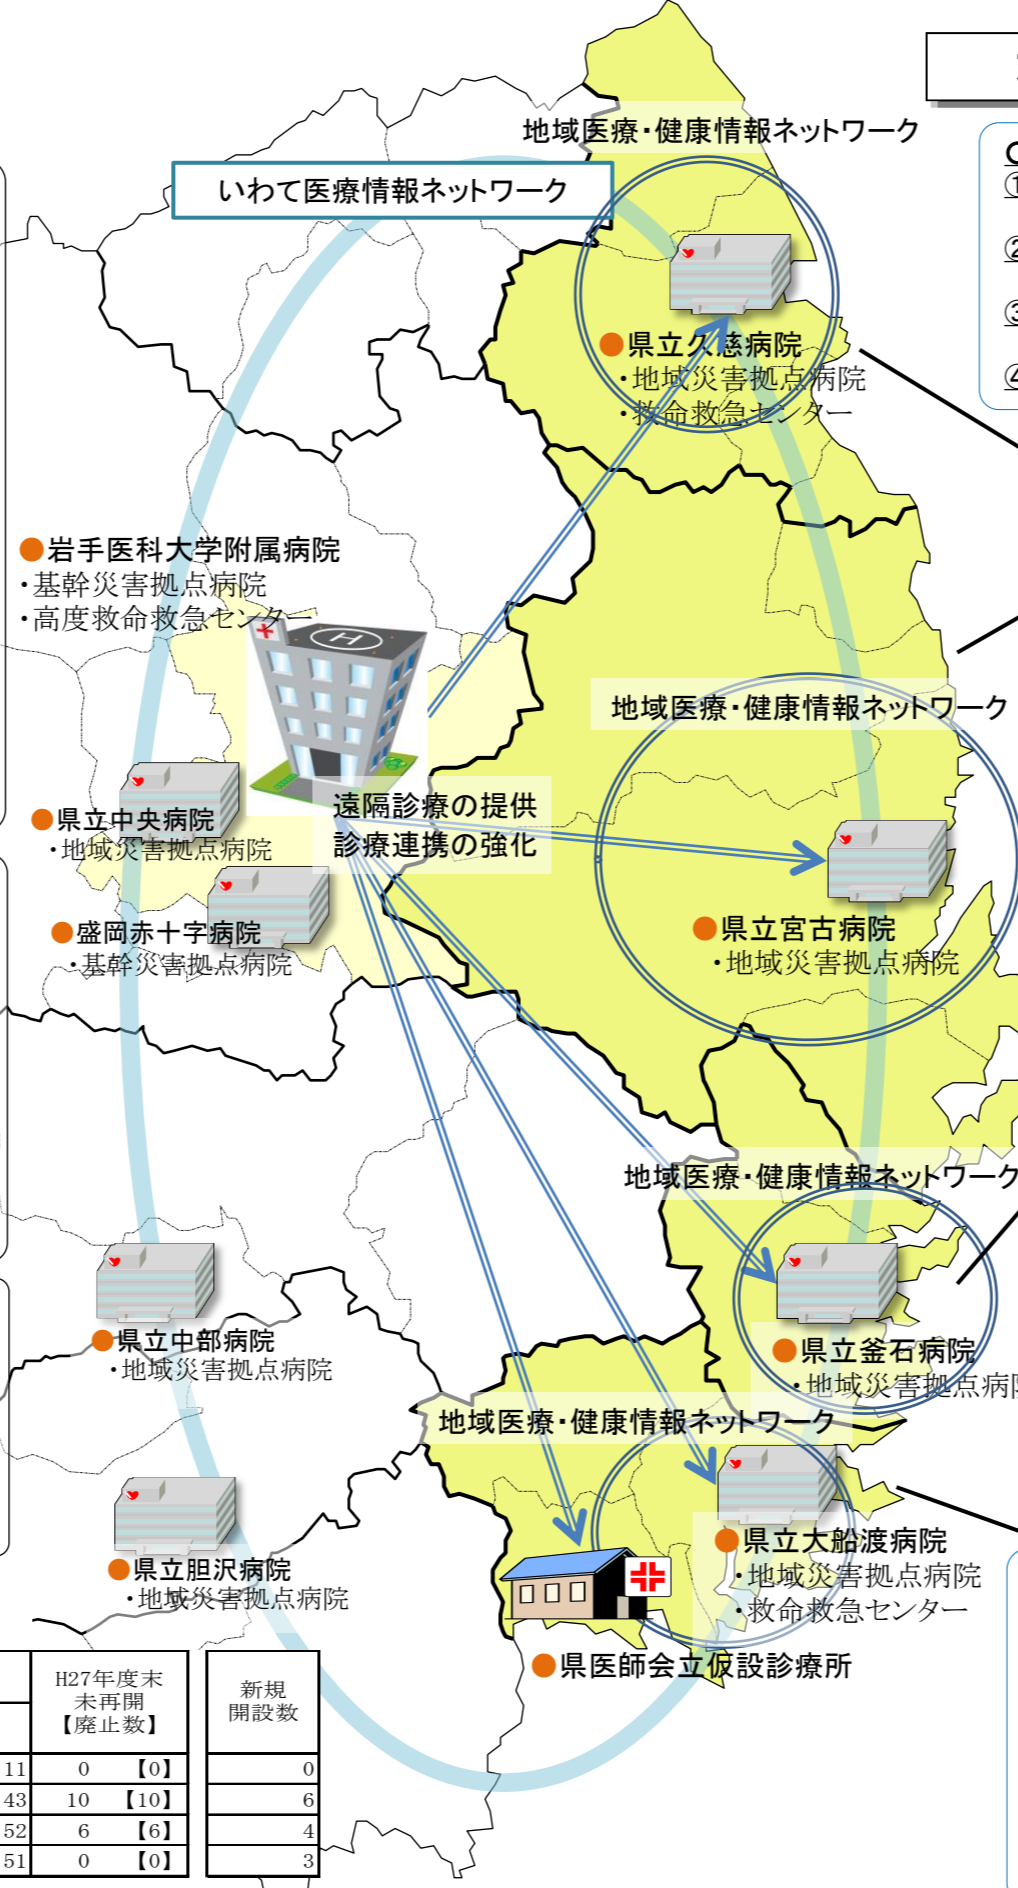 地域医療・健康情報ネットワーク
いわて医療情報ネットワーク
①
②
③
④
●県立久慈病院
・地域災害拠点病院
・救命救急センター
●岩手医科大学附属病院
・基幹災害拠点病院
・高度救命救急センター
H
地域医療・健康情報ネットワーク
遠隔診療の提供
診療連携の強化
●県立中央病院
・地域災害拠点病院
●盛岡赤十字病院
・基幹災害拠点病院
●県立宮古病院
・地域災害拠点病院
地域医療・健康情報ネットワーク
●県立中部病院
・地域災害拠点病院
●県立釜石病院
・地域災害拠点病院
地域医療・健康情報ネットワーク
●県立胆沢病院
・地域災害拠点病院
●県立大船渡病院
・地域災害拠点病院
・救命救急センター
●県医師会立仮設診療所
H27年度末
未再開
【廃止数】
新規
開設数
11 0 【0】 0
43 10 【10】 6
52 6 【6】 4
51 0 【0】 3